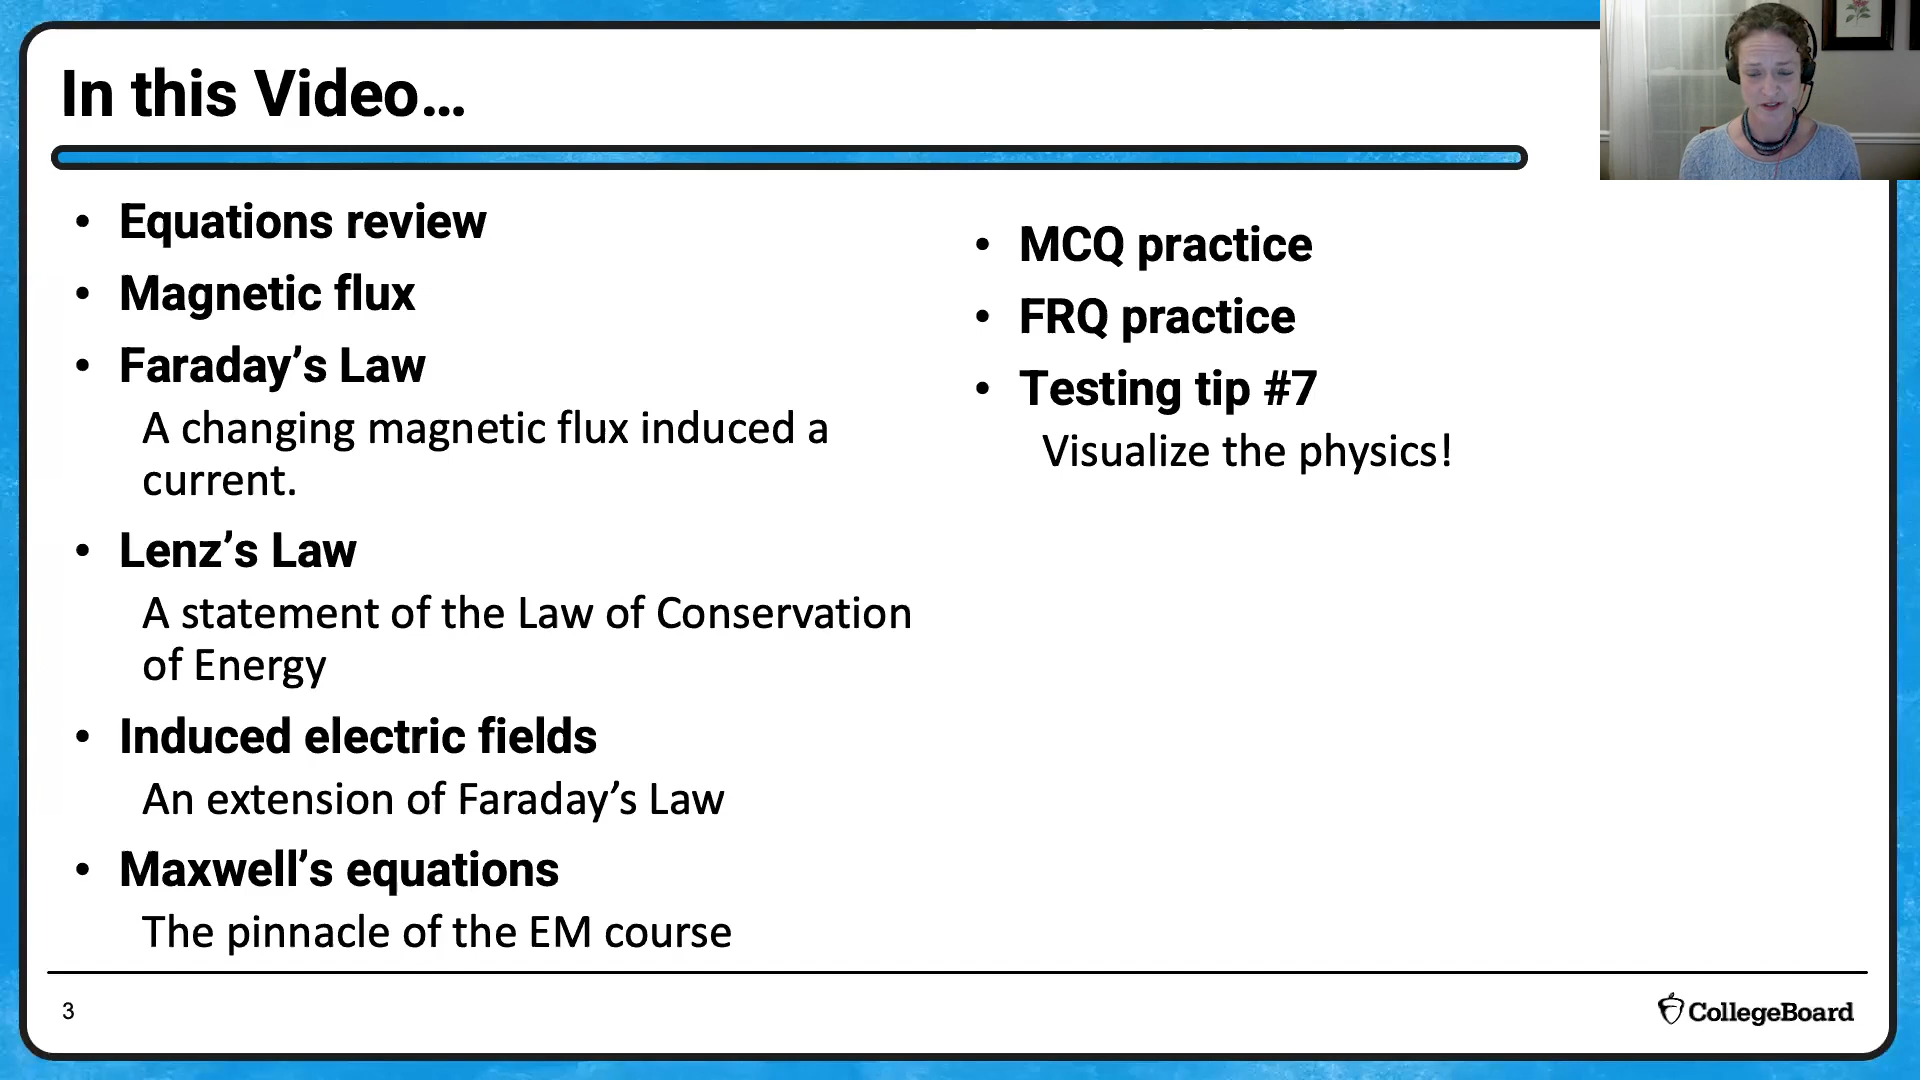 In this Video…
• Equations review
• Magnetic flux
• Faraday’s Law
A changing magnetic flux induced a
current.
• Lenz’s Law
A statement of the Law of Conservation
of Energy
• Induced electric fields
An extension of Faraday’s Law
• Maxwell’s equations
The pinnacle of the EM course
• MCQ practice
• FRQ practice
• Testing tip #7
Visualize the physics!
3
CollegeBoard